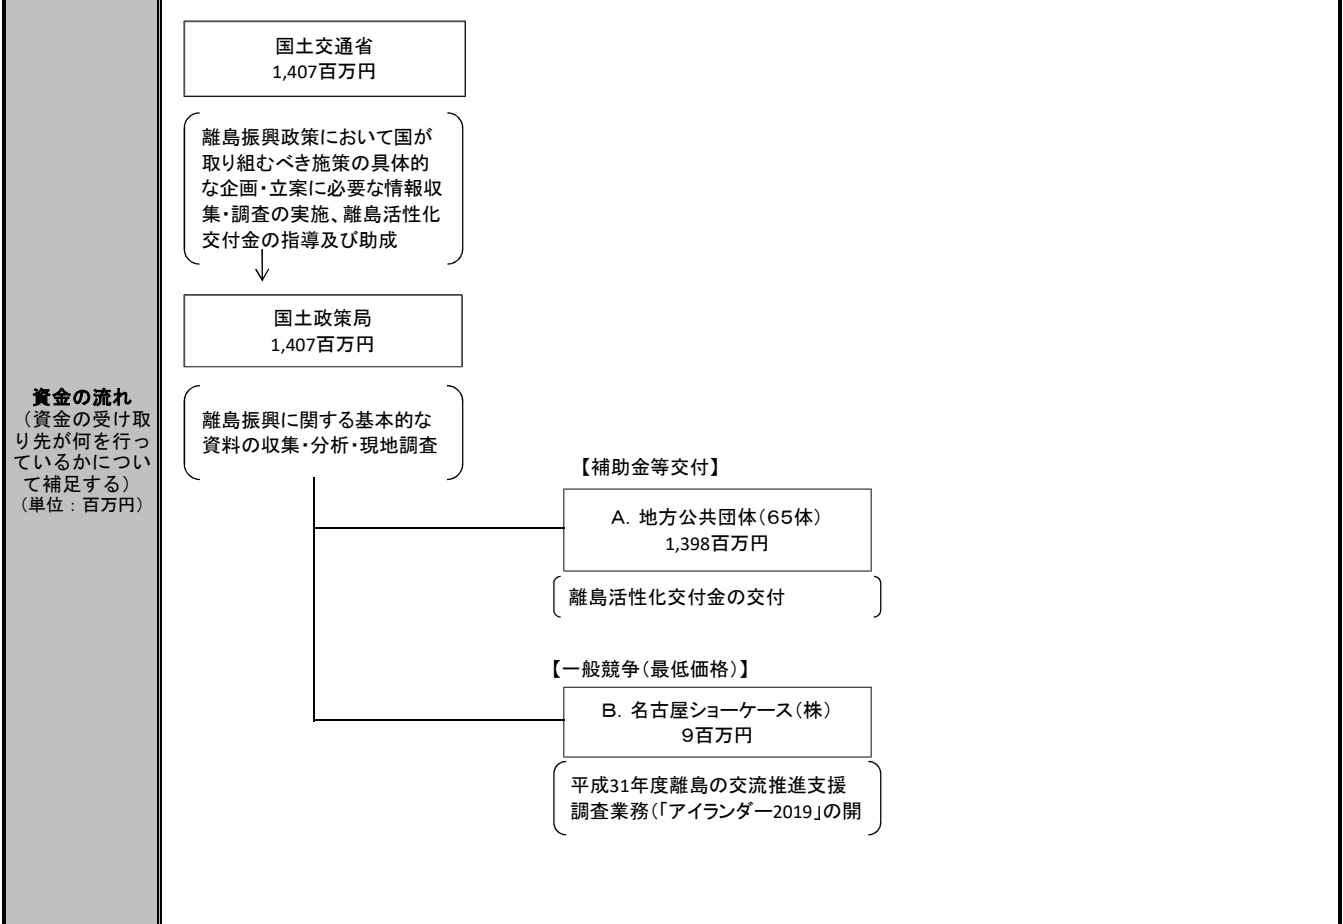 資金の流れ
（資金の受け取
り先が何を行っ
ているかについ
て補足する）
（単位：百万円）
国土交通省
1,407百万円
離島振興政策において国が
取り組むべき施策の具体的
な企画・立案に必要な情報収
集・調査の実施、離島活性化
交付金の指導及び助成
国土政策局
1,407百万円
離島振興に関する基本的な
資料の収集・分析・現地調査
【補助金等交付】
Ａ．地方公共団体（６５体）
1,398百万円
離島活性化交付金の交付
【一般競争（最低価格）】
Ｂ．名古屋ショーケース（株）
９百万円
平成31年度離島の交流推進支援
調査業務（「アイランダー2019」の開